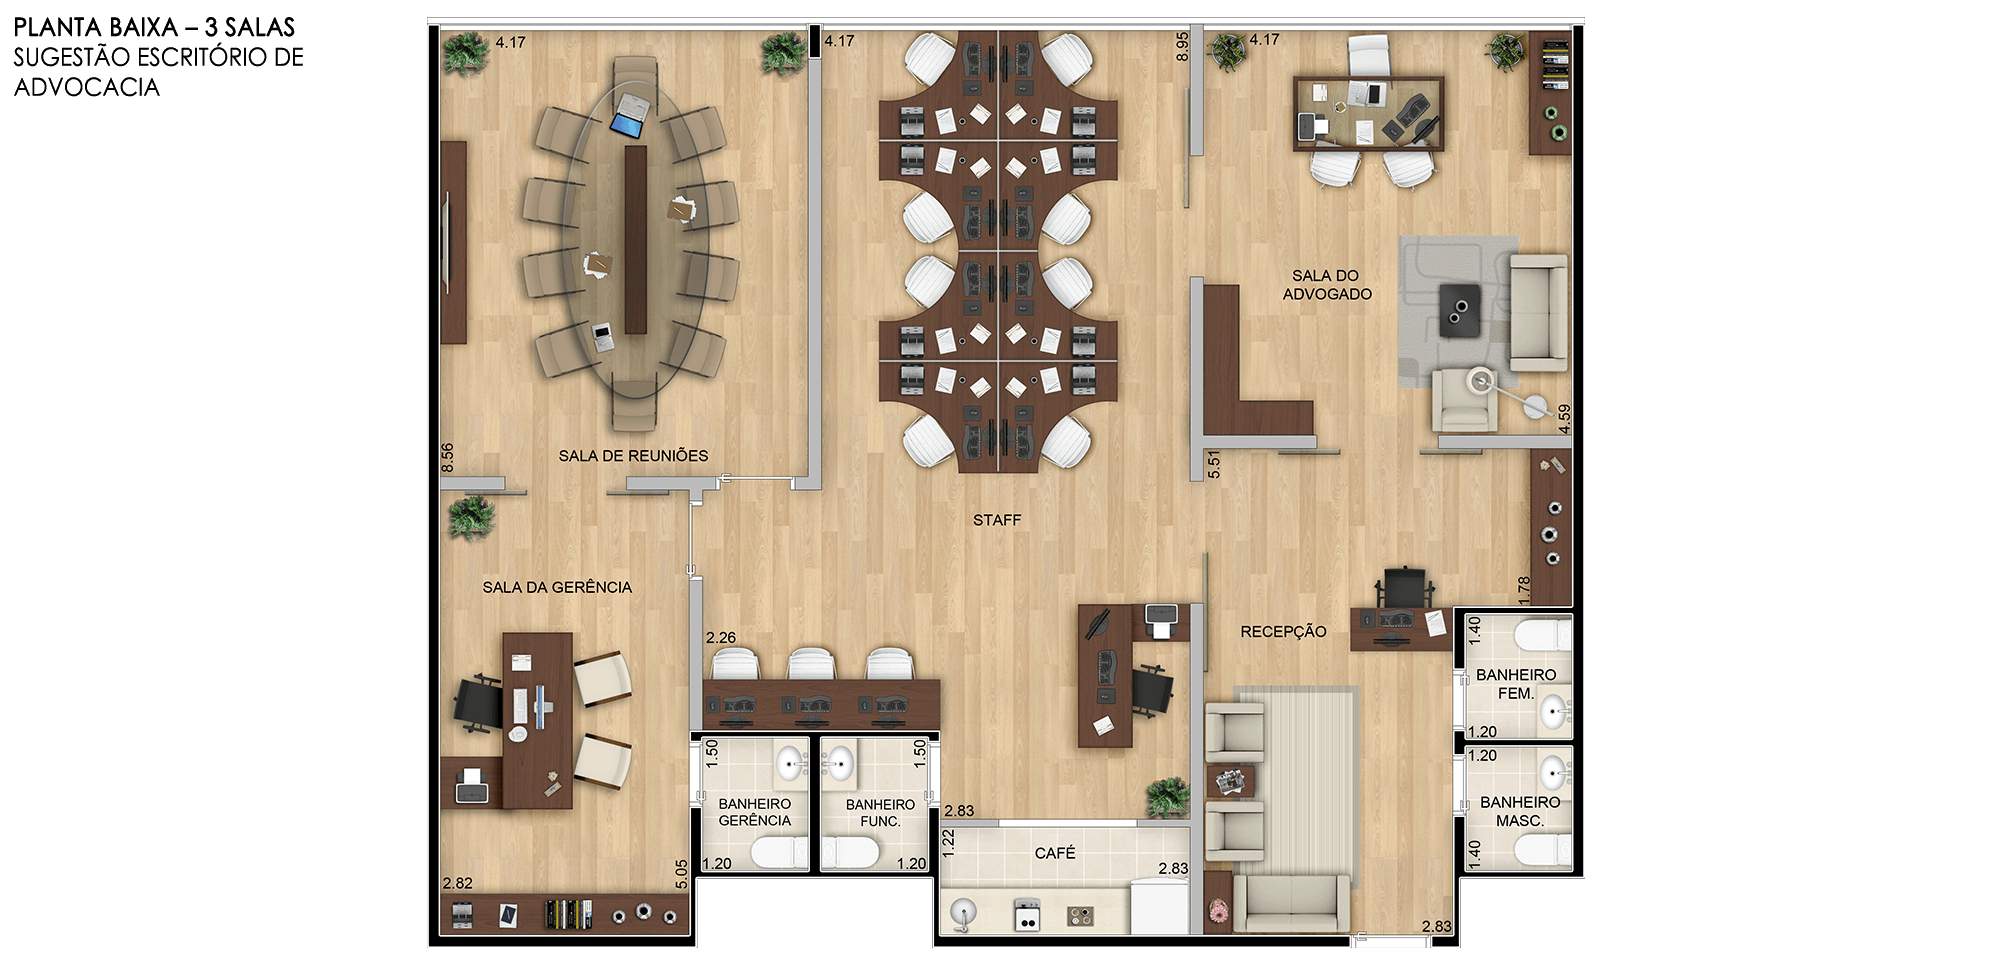 PLANTA BAIXA – 3 SALAS
SUGESTÃO ESCRITÓRIO DE
ADVOCACIA
4.17
4.17
8.95
4.17
SALA DO
ADVOGADO
4.59
8.56
SALA DE REUNIÕES
5.51
STAFF
SALA DA GERÊNCIA
1.78
2.26
RECEPÇÃO
1.40
BANHEIRO
FEM.
1.20
1.50
1.50
1.20
BANHEIRO
MASC.
1.40
BANHEIRO
GERÊNCIA
1.20
BANHEIRO
FUNC.
1.20
2.83
1.22
CAFÉ
2.83
2.82
5.05
2.83